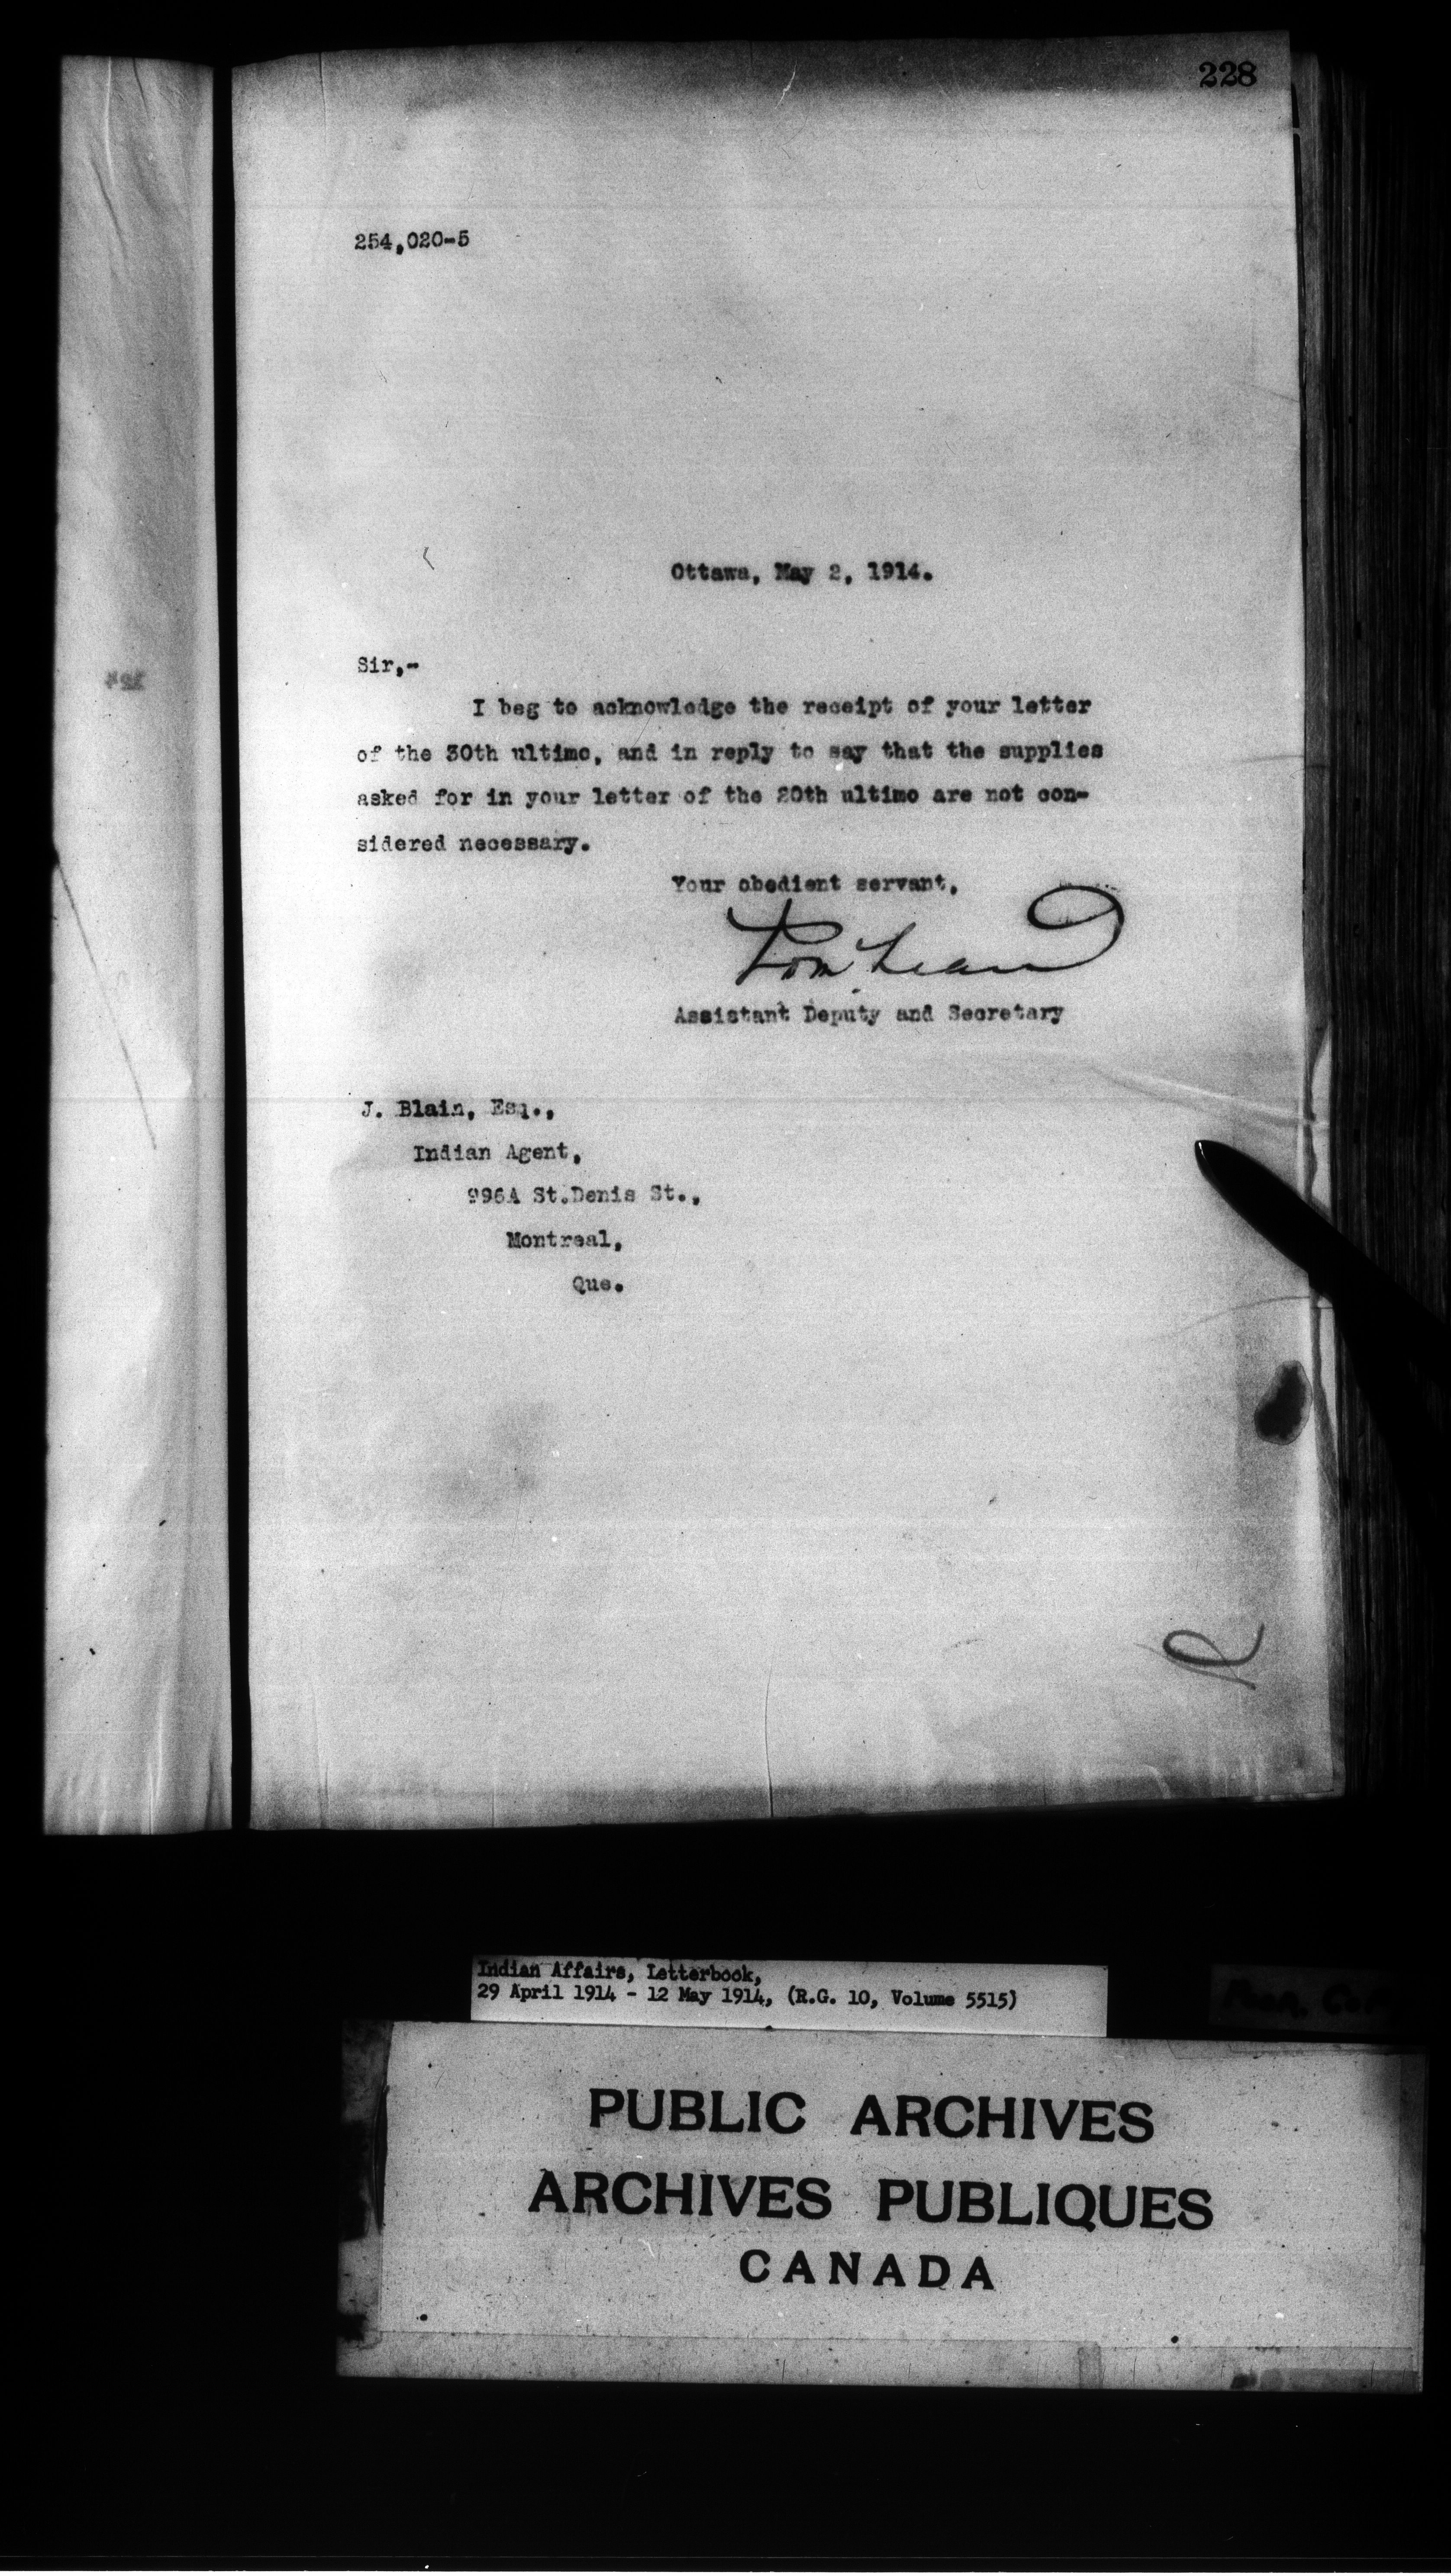 228
254,020-5
Ottawa, May 2, 1914.
Sir,-
I beg to acknowledge the receipt of your letter
of the 30th ultimo, and in reply to say that the supplies
asked for in your letter of the 20th ultimo are not con-
sidered necessary.
Your obedient servant,
Assistant Deputy and Secretary
J. Blain, Esq.,
Indian Agent,
996A St.Denis St.,
Montreal,
Que.
Indian Affairs, Letterbook,
29 April 1914 - 12 May 1914, (R.G. 10, Volume 5515)
PUBLIC ARCHIVES
ARCHIVES PUBLIQUES
CANADA